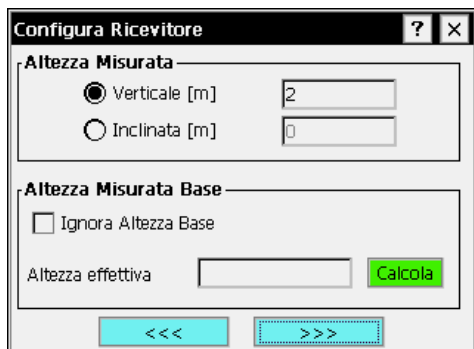 Configura Ricevitore ? ×
Altezza Misurata
Verticale [m] 2
Inclinata [m] 0
Altezza Misurata Base
Ignora Altezza Base
Altezza effettiva Calcola
<<< >>>